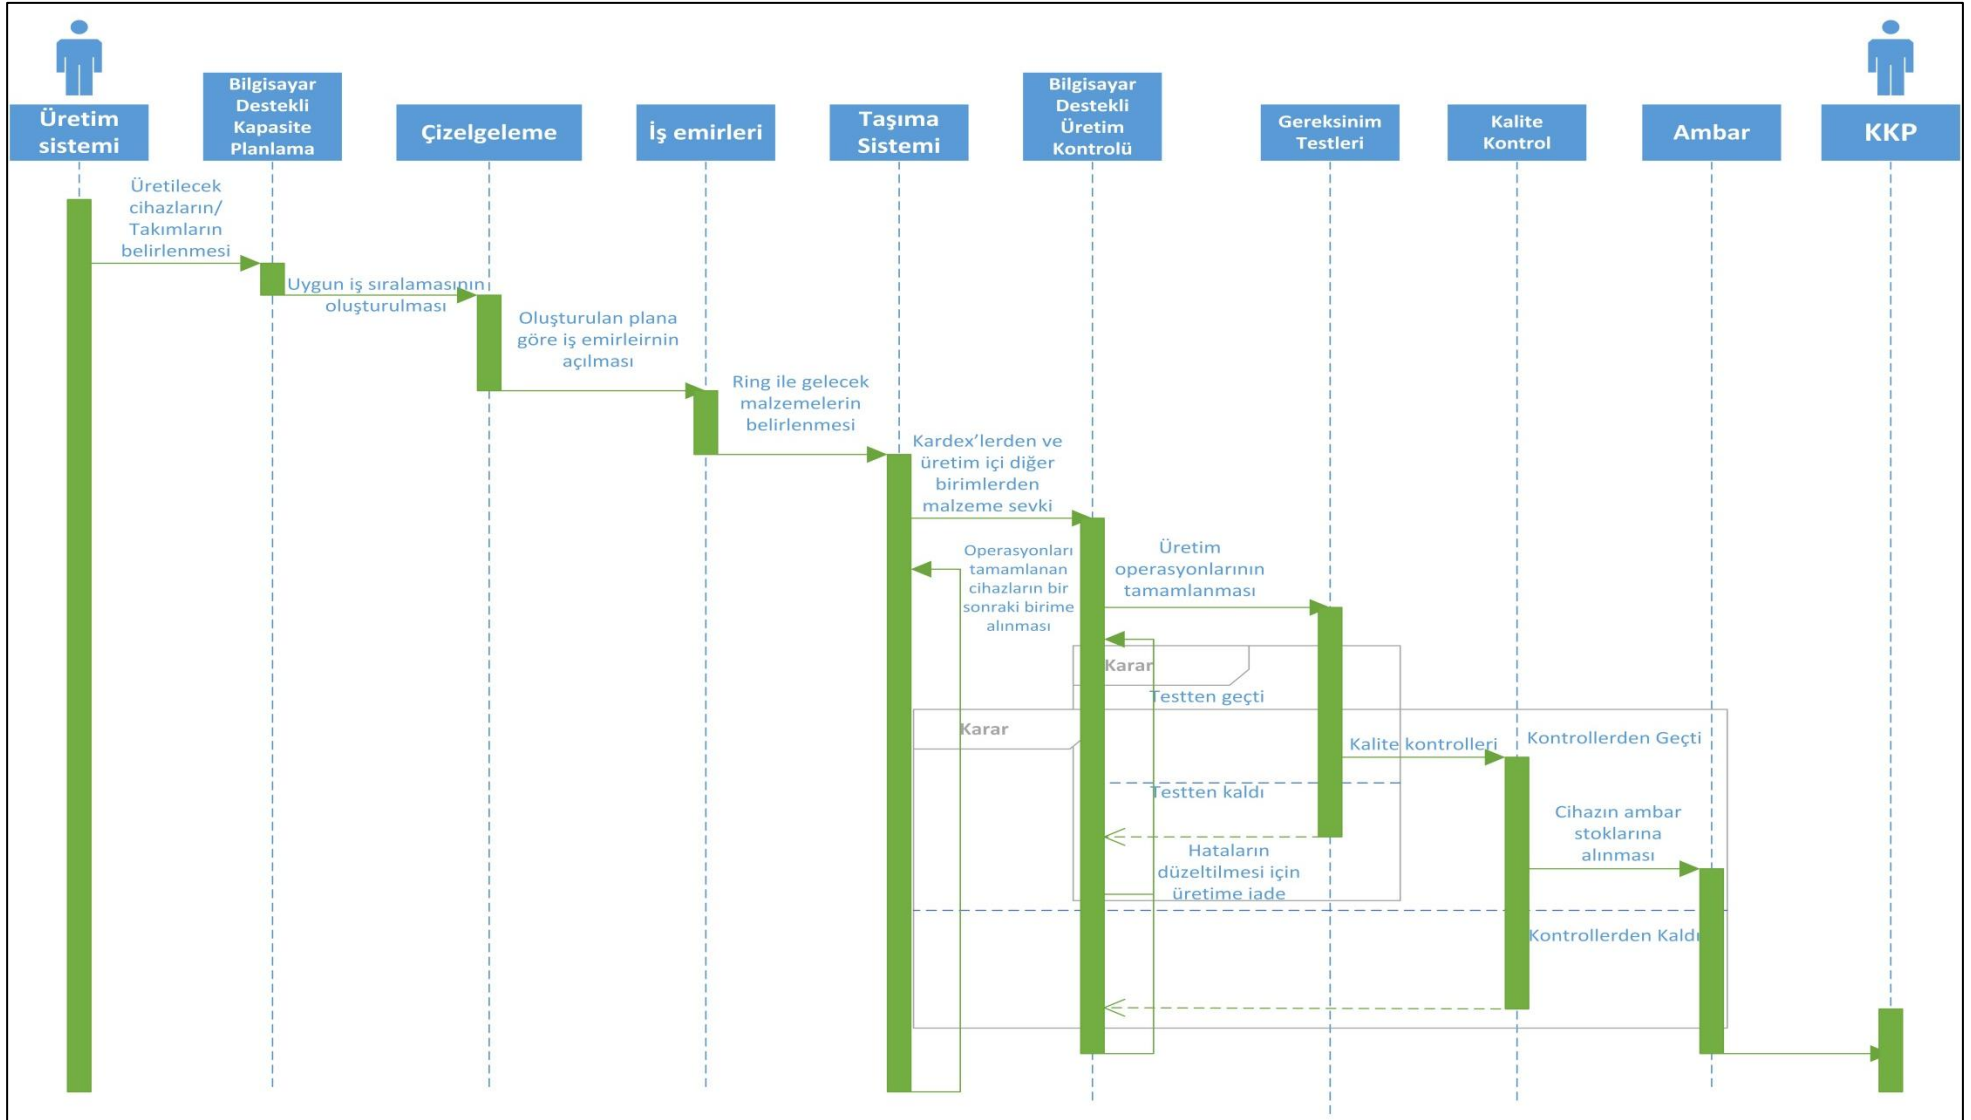 Üretim
sistemi
Bilgisayar
Destekli
Kapasite
Planlama
Çizelgeleme
İş emirleri
Taşıma
Sistemi
Bilgisayar
Destekli
Üretim
Kontrolü
Gereksinim
Testleri
Kalite
Kontrol
Ambar
KKP
Üretilecek
cihazların/
Takımların
belirlenmesi
Uygun iş sıralamasının
oluşturulması
Oluşturulan plana
göre iş emirleirnin
açılması
Ring ile gelecek
malzemelerin
belirlenmesi
Kardex’lerden ve
üretim içi diğer
birimlerden
malzeme sevki
Operasyonları
tamamlanan
cihazların bir
sonraki birime
alınması
Üretim
operasyonlarının
tamamlanması
Karar
Testten geçti
Karar
Kalite kontrolleri
Kontrollerden Geçti
Testten kaldı
Cihazın ambar
stoklarına
alınması
Hataların
düzeltilmesi için
üretime iade
Kontrollerden Kaldı